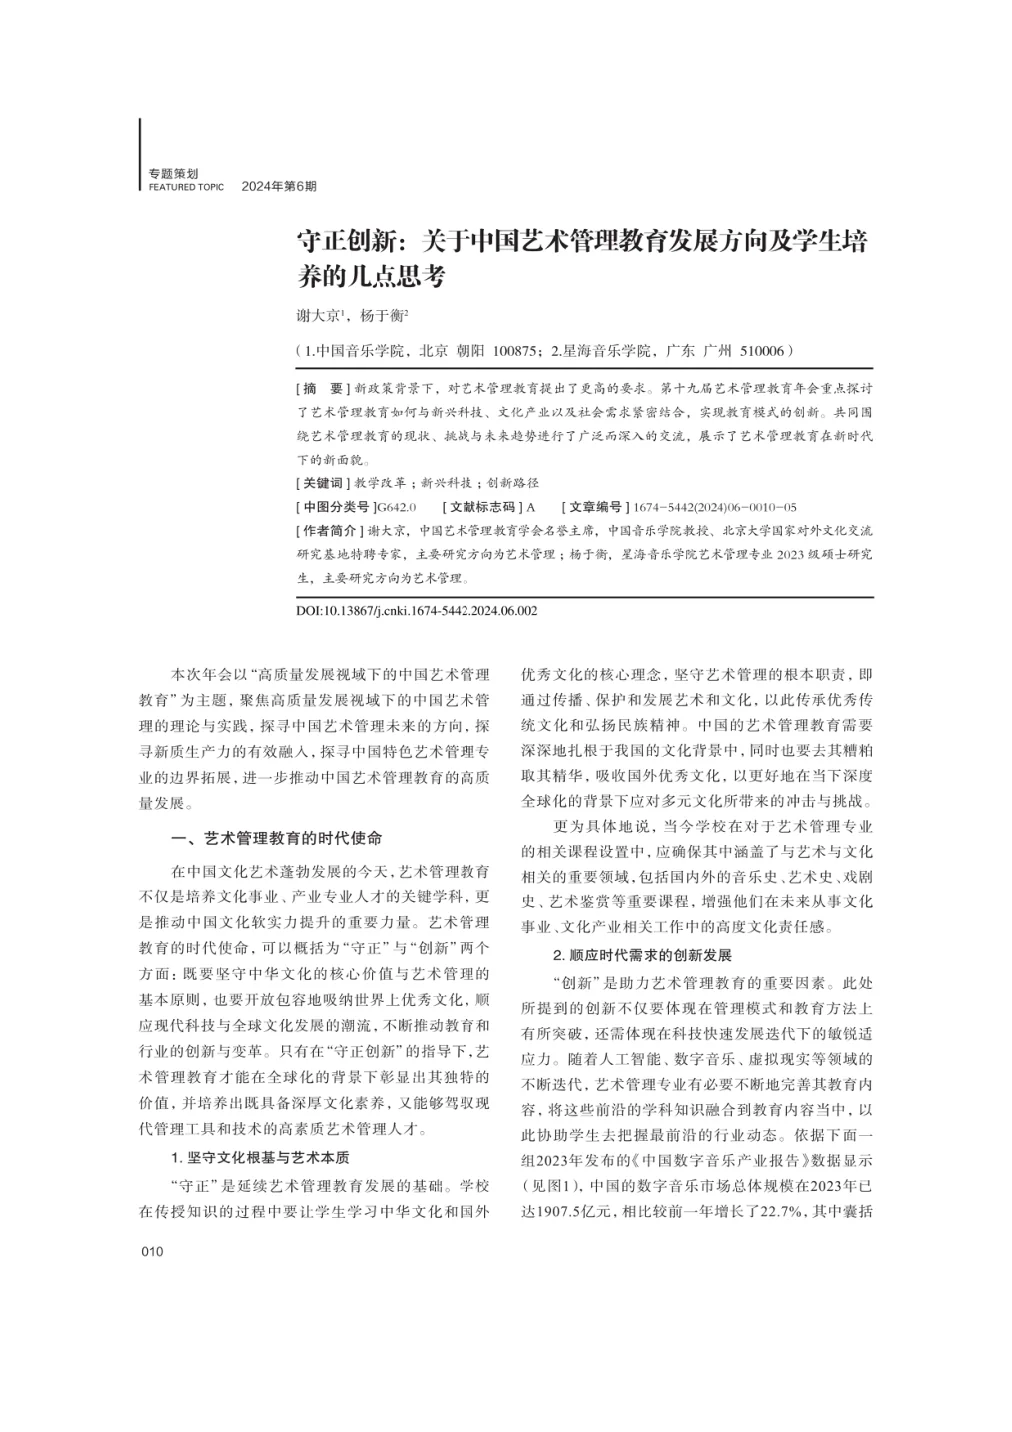 专题策划
FEATURED TOPIC 2024年第6期
守正创新：关于中国艺术管理教育发展方向及学生培
养的几点思考
谢大京1，杨于衡2
（1.中国音乐学院，北京 朝阳 100875；2.星海音乐学院，广东 广州 510006）
[摘 要]新政策背景下，对艺术管理教育提出了更高的要求。第十九届艺术管理教育年会重点探讨
了艺术管理教育如何与新兴科技、文化产业以及社会需求紧密结合，实现教育模式的创新。共同围
绕艺术管理教育的现状、挑战与未来趋势进行了广泛而深入的交流，展示了艺术管理教育在新时代
下的新面貌。
[关键词]教学改革；新兴科技；创新路径
[中图分类号]G642.0 [文献标志码]A [文章编号]1674-5442(2024)06-0010-05
[作者简介]谢大京，中国艺术管理教育学会名誉主席，中国音乐学院教授、北京大学国家对外文化交流
研究基地特聘专家，主要研究方向为艺术管理；杨于衡，星海音乐学院艺术管理专业2023级硕士研究
生，主要研究方向为艺术管理。
DOI:10.13867/j.cnki.1674-5442.2024.06.002
本次年会以“高质量发展视域下的中国艺术管理
教育”为主题，聚焦高质量发展视域下的中国艺术管
理的理论与实践，探寻中国艺术管理未来的方向，探
寻新质生产力的有效融入，探寻中国特色艺术管理专
业的边界拓展，进一步推动中国艺术管理教育的高质
量发展。
一、艺术管理教育的时代使命
在中国文化艺术蓬勃发展的今天，艺术管理教育
不仅是培养文化事业、产业专业人才的关键学科，更
是推动中国文化软实力提升的重要力量。艺术管理
教育的时代使命，可以概括为“守正”与“创新”两个
方面：既要坚守中华文化的核心价值与艺术管理的
基本原则，也要开放包容地吸纳世界上优秀文化，顺
应现代科技与全球文化发展的潮流，不断推动教育和
行业的创新与变革。只有在“守正创新”的指导下，艺
术管理教育才能在全球化的背景下彰显出其独特的
价值，并培养出既具备深厚文化素养，又能够驾驭现
代管理工具和技术的高素质艺术管理人才。
1. 坚守文化根基与艺术本质
“守正”是延续艺术管理教育发展的基础。学校
在传授知识的过程中要让学生学习中华文化和国外
优秀文化的核心理念，坚守艺术管理的根本职责，即
通过传播、保护和发展艺术和文化，以此传承优秀传
统文化和弘扬民族精神。中国的艺术管理教育需要
深深地扎根于我国的文化背景中，同时也要去其糟粕
取其精华，吸收国外优秀文化，以更好地在当下深度
全球化的背景下应对多元文化所带来的冲击与挑战。
更为具体地说，当今学校在对于艺术管理专业
的相关课程设置中，应确保其中涵盖了与艺术与文化
相关的重要领域，包括国内外的音乐史、艺术史、戏剧
史、艺术鉴赏等重要课程，增强他们在未来从事文化
事业、文化产业相关工作中的高度文化责任感。
2. 顺应时代需求的创新发展
“创新”是助力艺术管理教育的重要因素。此处
所提到的创新不仅要体现在管理模式和教育方法上
有所突破，还需体现在科技快速发展迭代下的敏锐适
应力。随着人工智能、数字音乐、虚拟现实等领域的
不断迭代，艺术管理专业有必要不断地完善其教育内
容，将这些前沿的学科知识融合到教育内容当中，以
此协助学生去把握最前沿的行业动态。依据下面一
组2023年发布的《中国数字音乐产业报告》数据显示
（见图1），中国的数字音乐市场总体规模在2023年已
达1907.5亿元，相比较前一年增长了22.7%，其中囊括
010